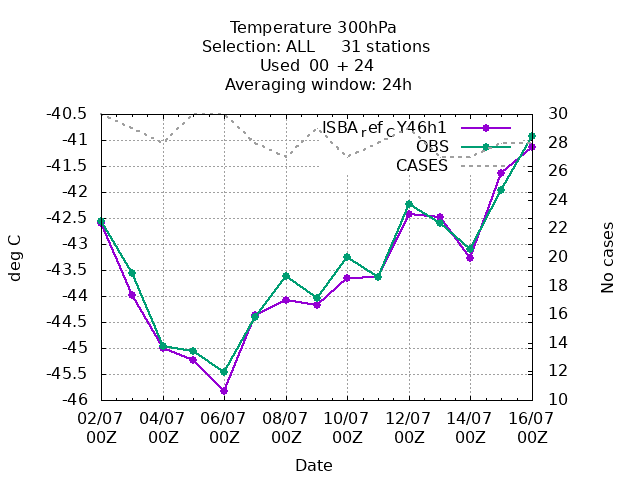 Temperature 300hPa
Selection: ALL 31 stations
Used 00 + 24
Averaging window: 24h
-40.5 30
ISBA_ref_CY46h1
-41 28
OBS
-41.5 26
CASES
-42 24
-42.5 22
-43 20
-43.5 18
-44 16
-44.5 14
-45 12
-45.5
-46 10
deg C
No cases
02/07 04/07 06/07 08/07 10/07 12/07 14/07 16/07
00Z 00Z 00Z 00Z 00Z 00Z 00Z 00Z
Date